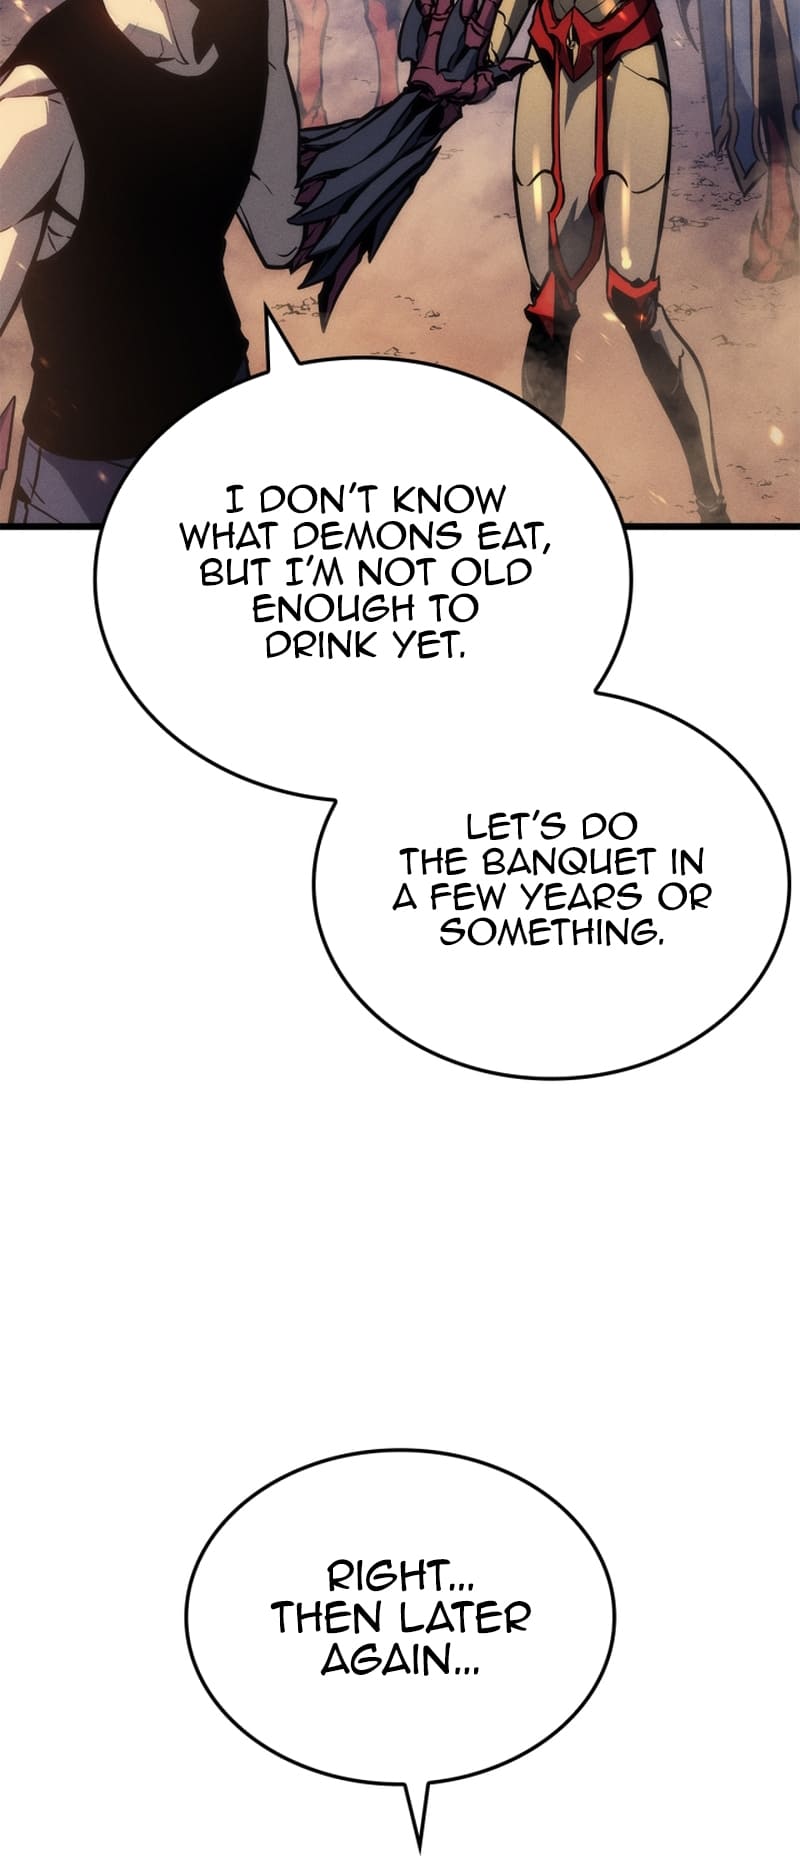 I DON'T KNOW
WHAT DEMONS EAT,
BUT I'M NOT OLD
ENOUGH TO
DRINK YET.
LET'S DO
THE BANQUET IN
A FEW YEARS OR
SOMETHING.
RIGHT...
THEN LATER
AGAIN...